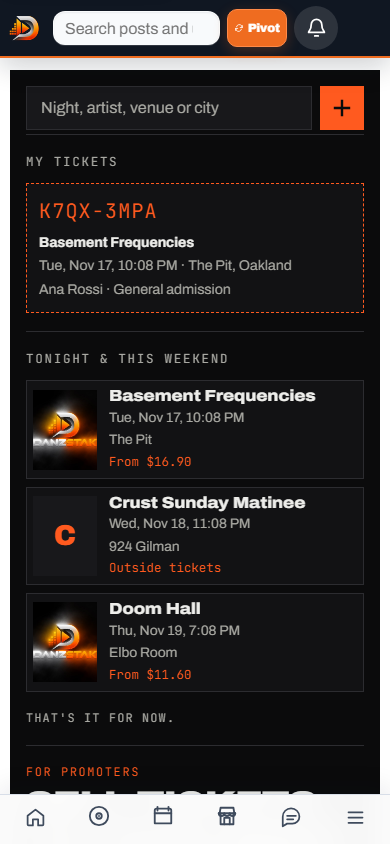 Search posts and
Pivot
Night, artist, venue or city
MY TICKETS
K7QX-3MPA
Basement Frequencies
Tue, Nov 17, 10:08 PM · The Pit, Oakland
Ana Rossi · General admission
TONIGHT & THIS WEEKEND
DANZSTAK
Basement Frequencies
Tue, Nov 17, 10:08 PM
The Pit
From $16.90
C
Crust Sunday Matinee
Wed, Nov 18, 11:08 PM
924 Gilman
Outside tickets
DANZSTAK
Doom Hall
Thu, Nov 19, 7:08 PM
Elbo Room
From $11.60
THAT'S IT FOR NOW.
FOR PROMOTERS